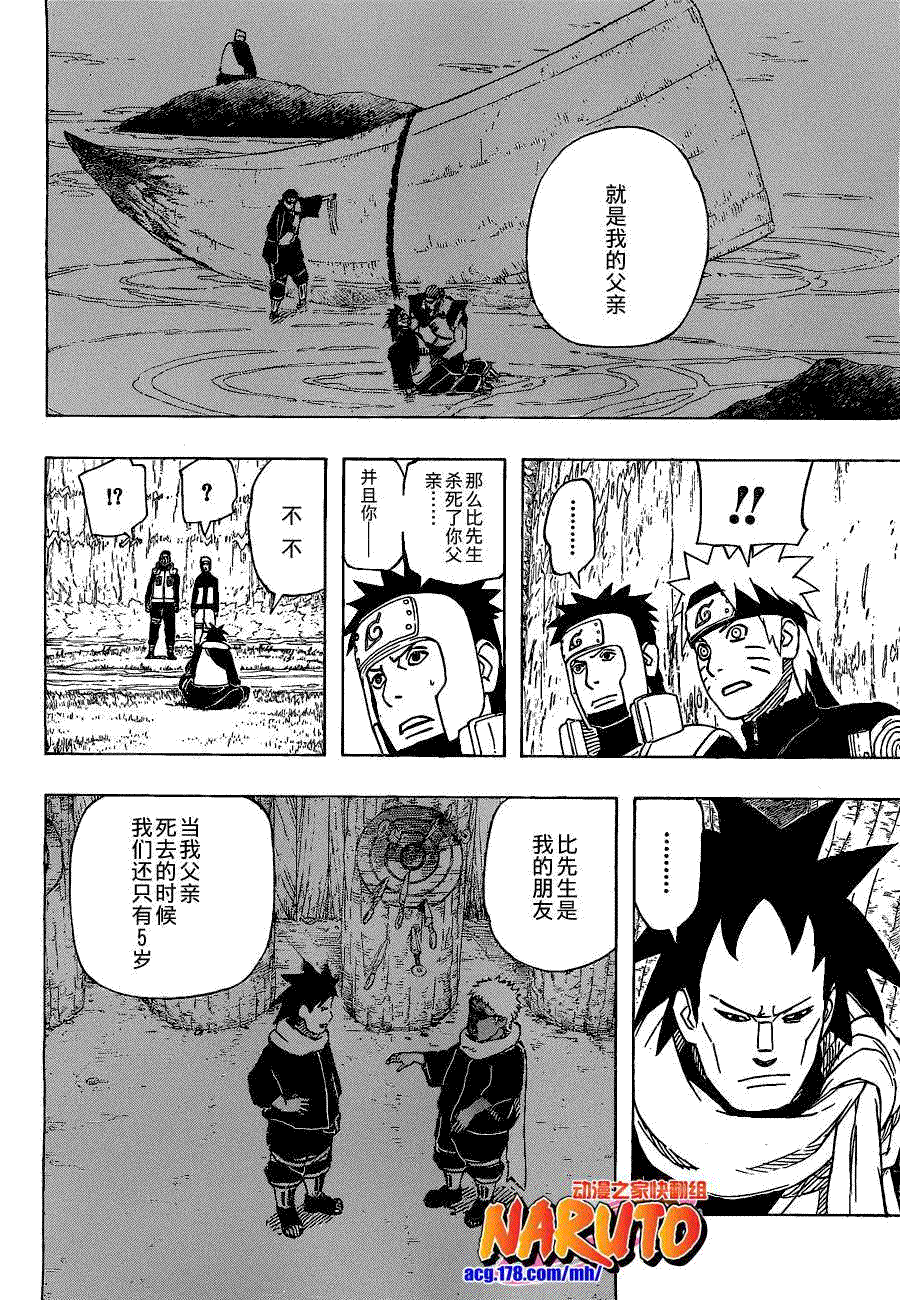 就是我的父亲
!!
………
那么比先生
杀死了你父
亲……
并且你
——
不
不
?
!?
………
比先生是
我的朋友
当我父亲
死去的时候
我们还只有5岁
动漫之家快翻组
NARUTO
acg.178.com/mh/